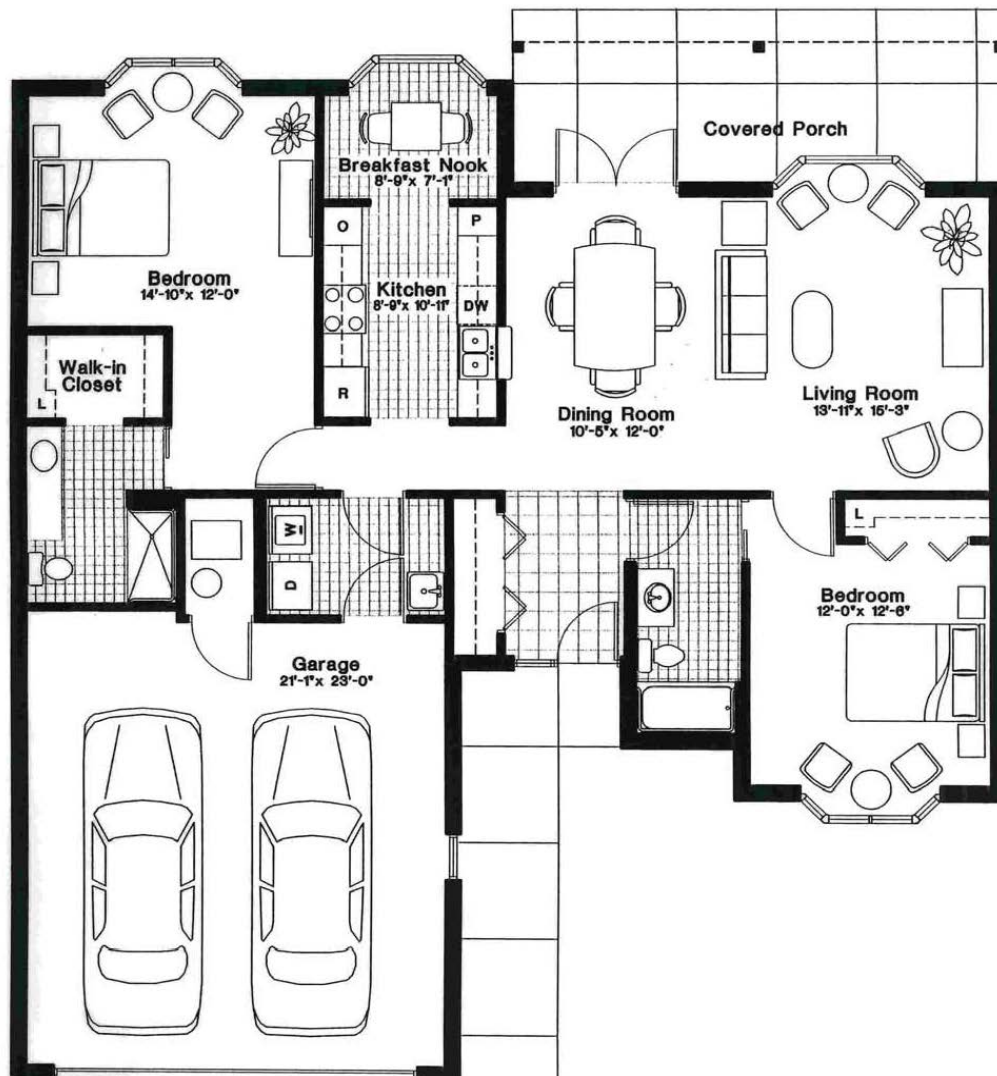 Covered Porch
Breakfast Nook
8'-9"x 7'-1"
O
P
Bedroom
14'-10"x 12'-0"
Kitchen
8'-9"x 10'-11"
DW
R
Walk-in
Closet
L
Dining Room
10'-5"x 12'-0"
Living Room
13'-11"x 15'-3"
W
D
L
Bedroom
12'-0"x 12'-6"
Garage
21'-1"x 23'-0"